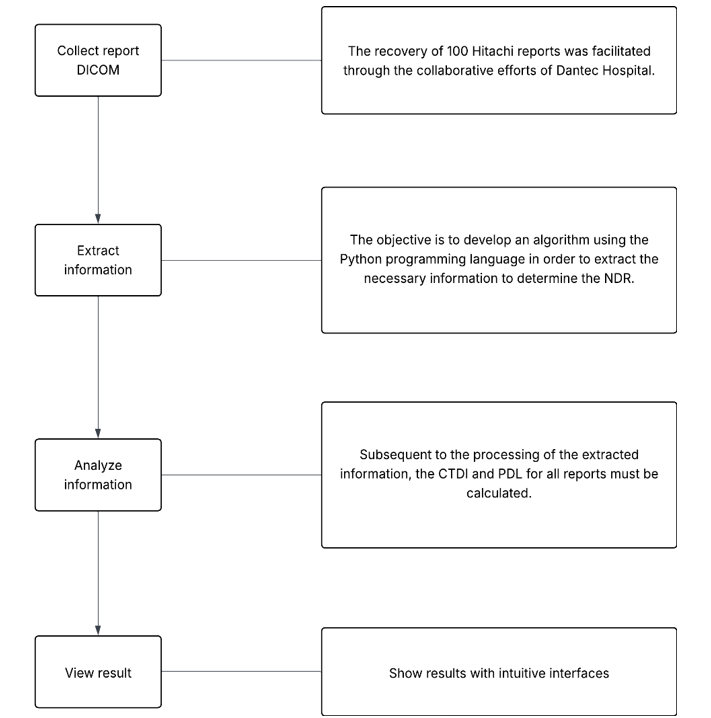 Collect report
DICOM
The recovery of 100 Hitachi reports was facilitated
through the collaborative efforts of Dantec Hospital.
Extract
information
The objective is to develop an algorithm using the
Python programming language in order to extract the
necessary information to determine the NDR.
Analyze
information
Subsequent to the processing of the extracted
information, the CTDI and PDL for all reports must be
calculated.
View result
Show results with intuitive interfaces